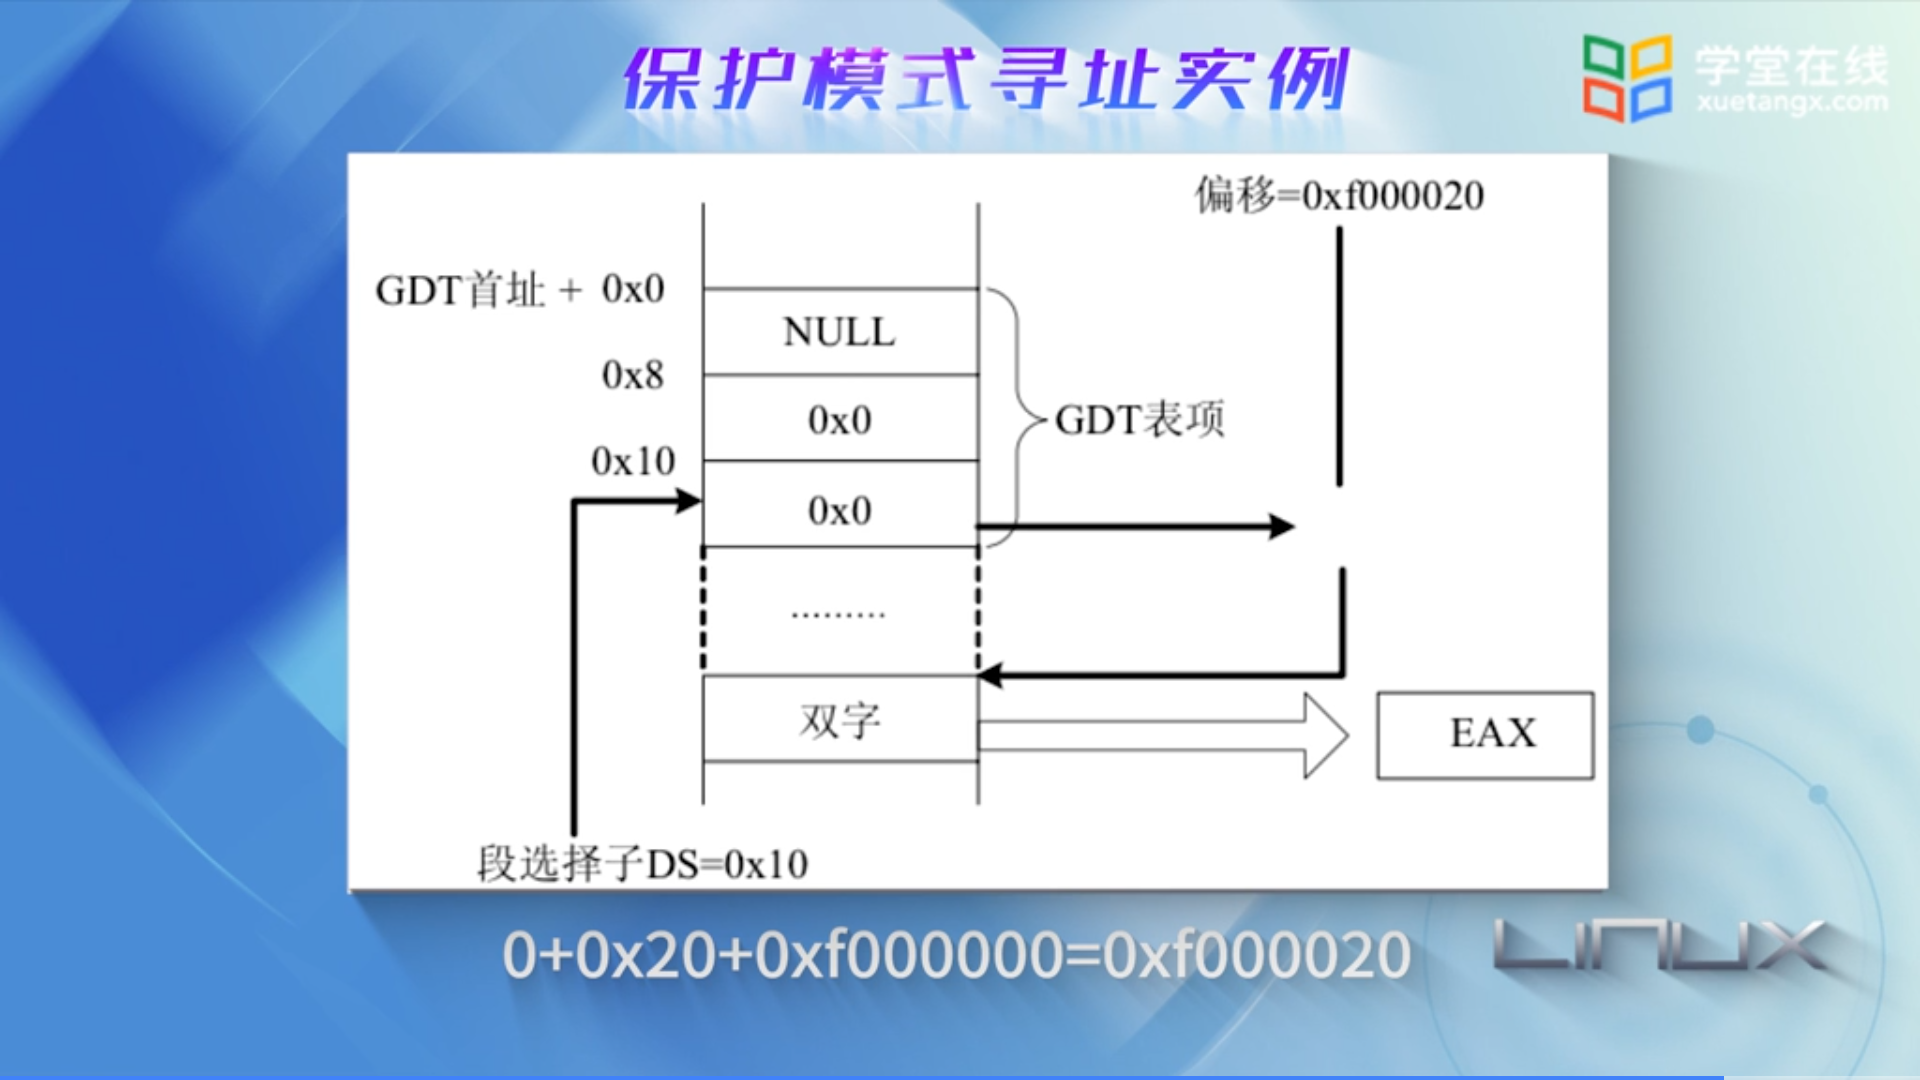 保护模式寻址实例
学堂在线
xuetangx.com
偏移=0xf000020
GDT首址 + 0x0
NULL
0x8
0x0
GDT表项
0x10
0x0
.........
双字
EAX
段选择子DS=0x10
0+0x20+0xf000000=0xf000020
LINUX